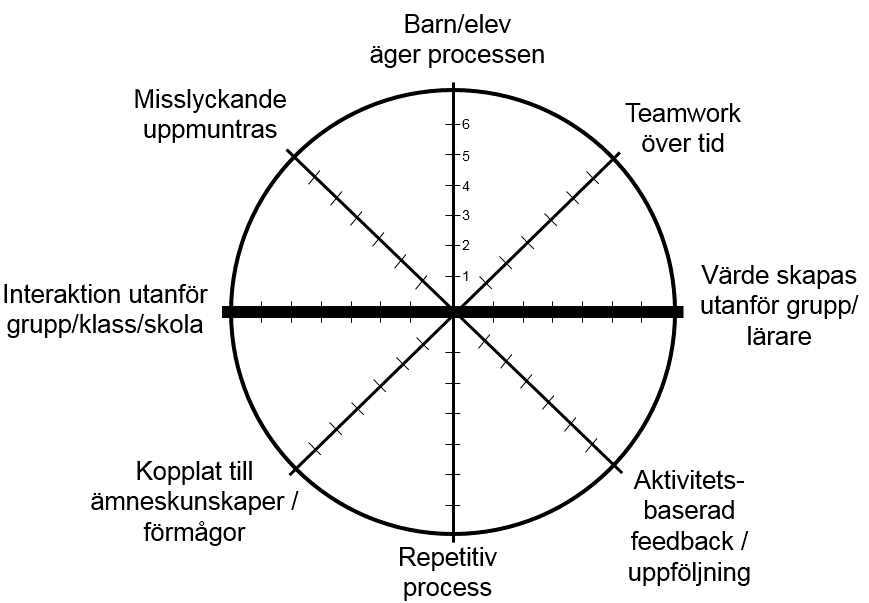 Barn/elev
äger processen
Misslyckande
uppmuntras
Teamwork
över tid
6
5
4
3
2
1
Interaktion utanför
grupp/klass/skola
Värde skapas
utanför grupp/
lärare
Kopplat till
ämneskunskaper /
förmågor
Aktivitets-
baserad
feedback /
uppföljning
Repetitiv
process